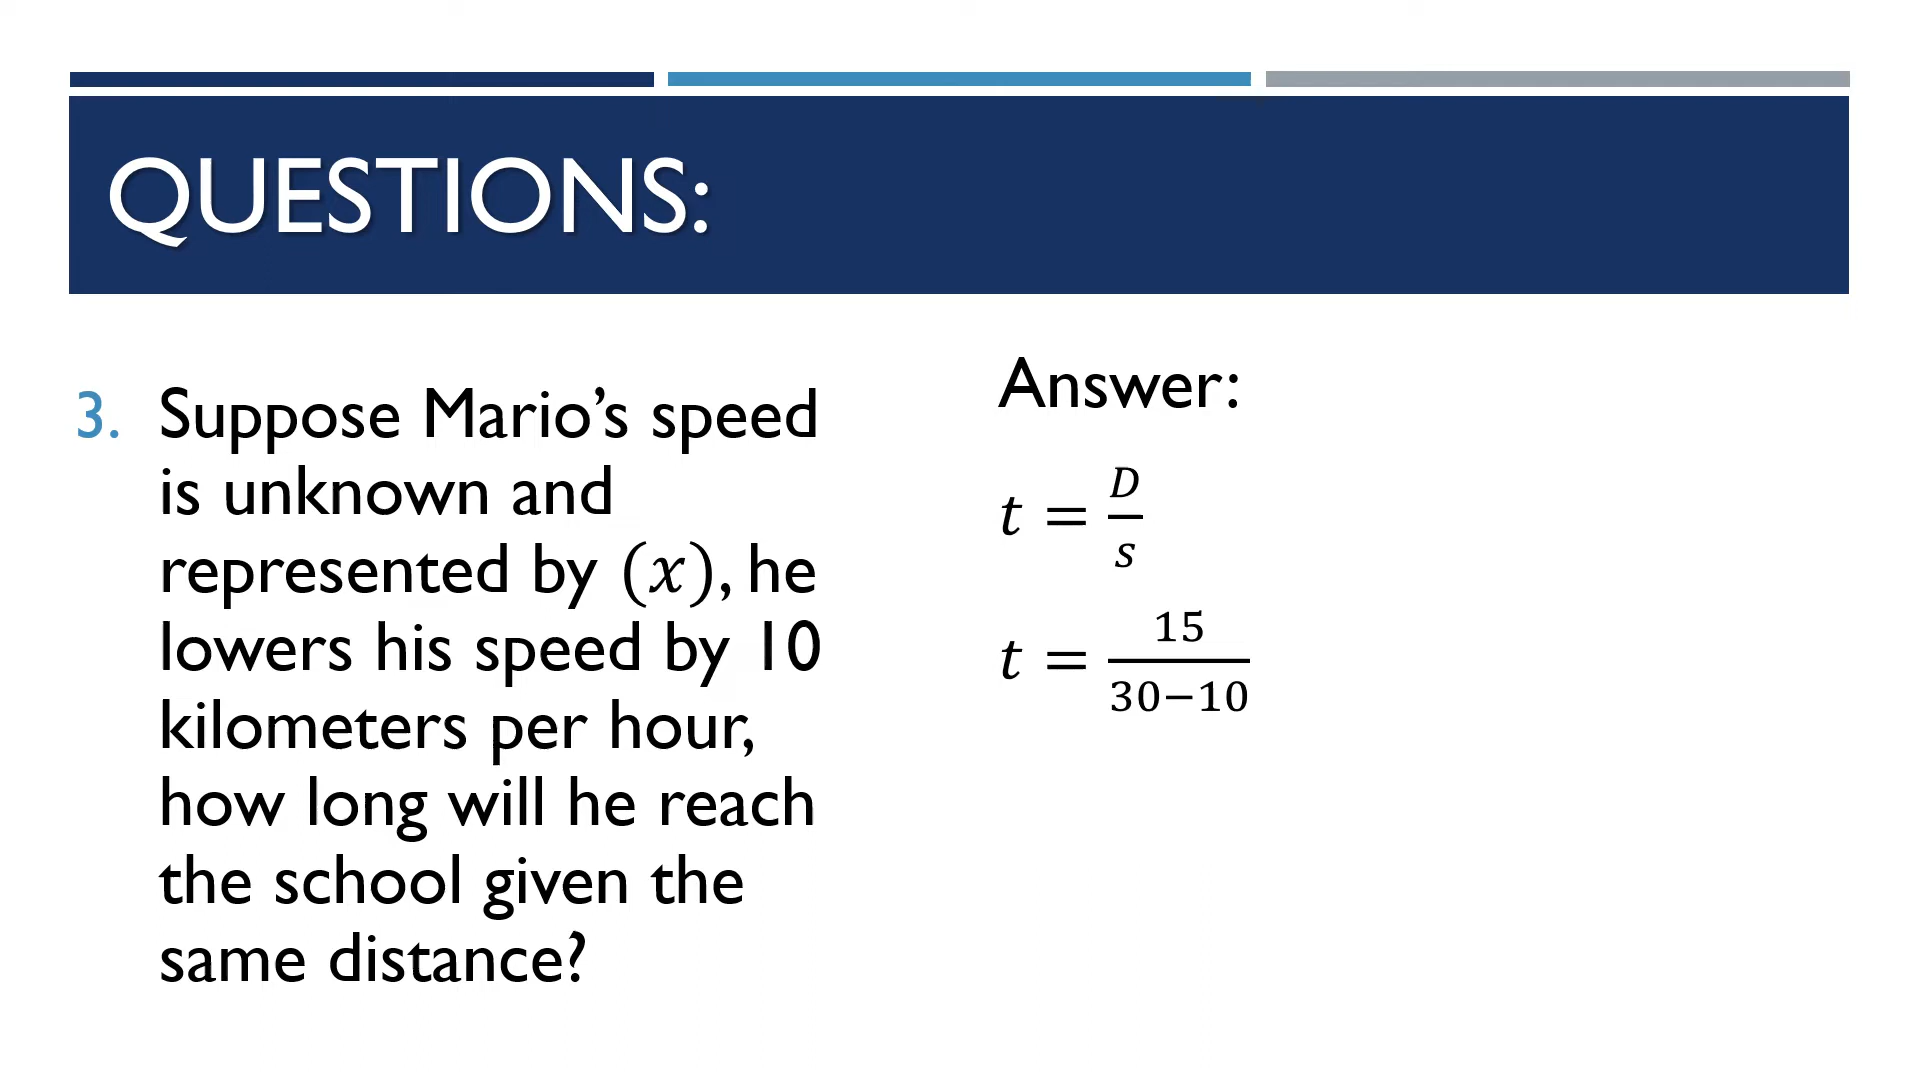 QUESTIONS:
3. Suppose Mario’s speed
is unknown and
represented by (x), he
lowers his speed by 10
kilometers per hour,
how long will he reach
the school given the
same distance?
Answer:
t = D/s
t = 15/30−10